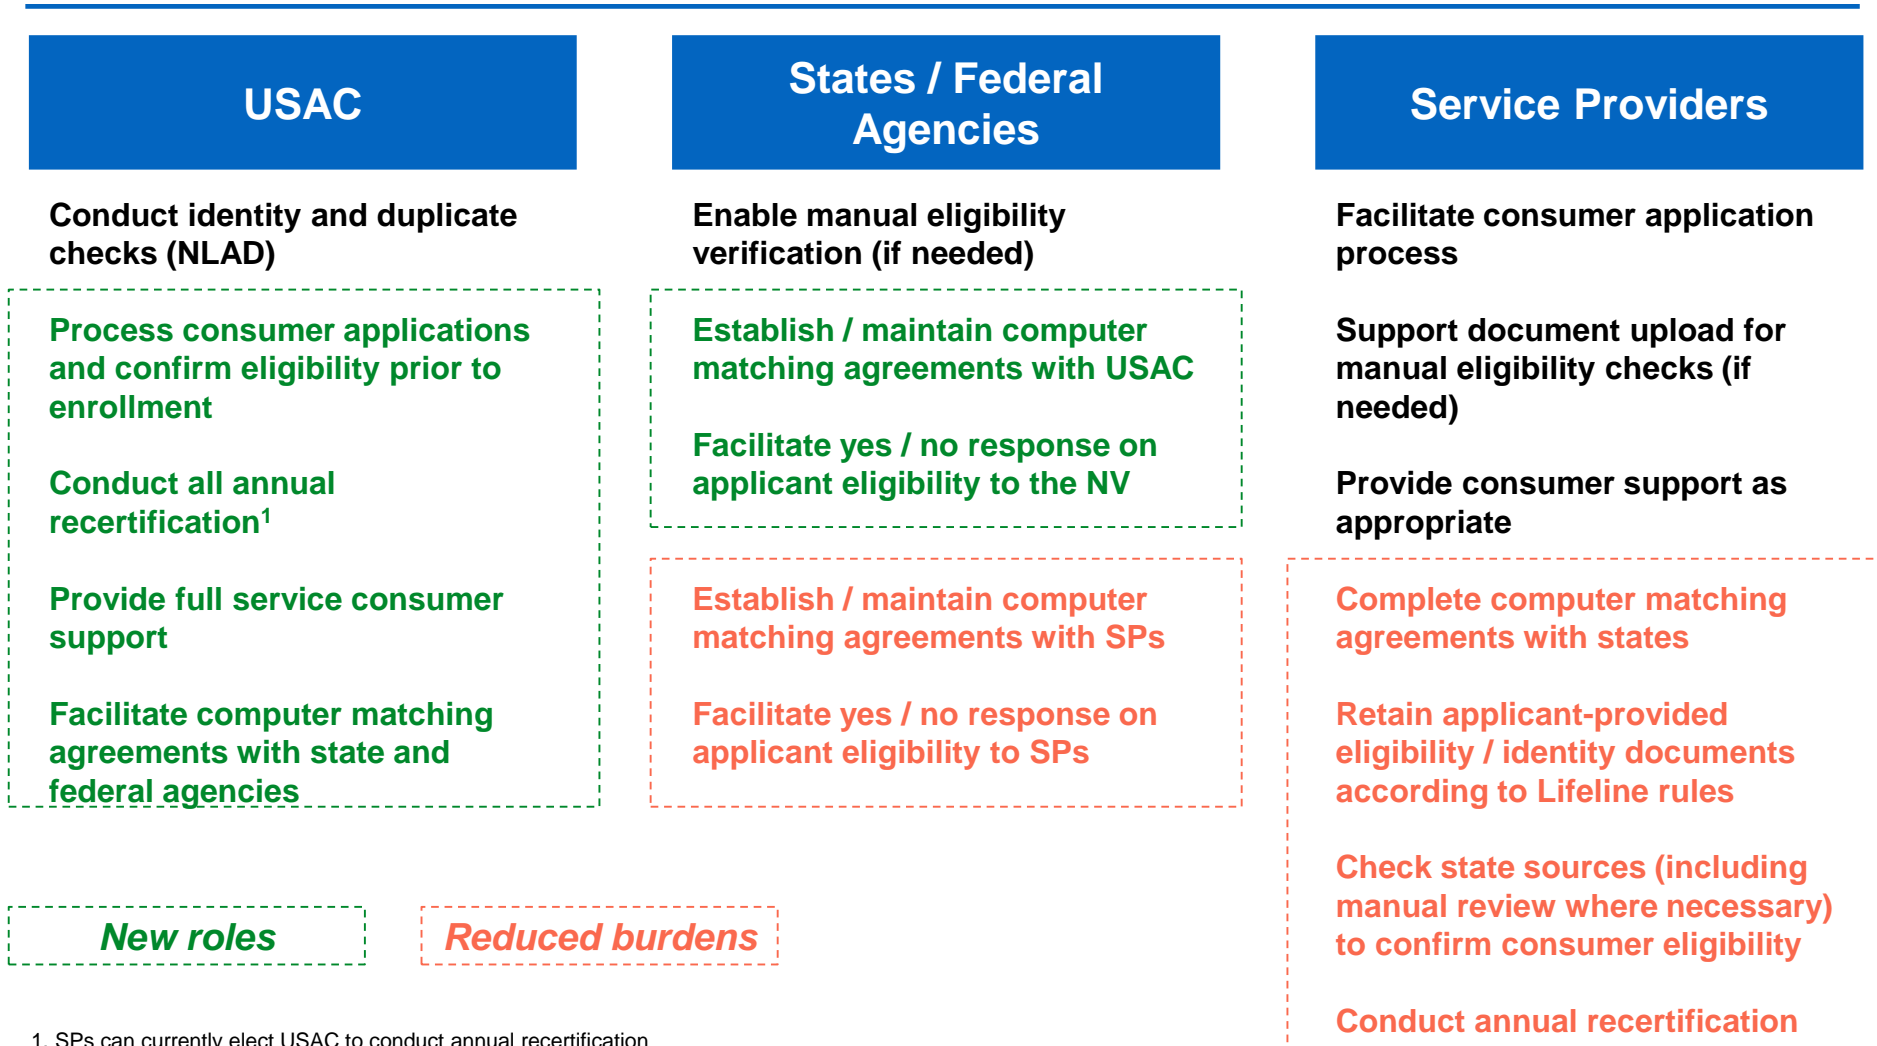 USAC
Conduct identity and duplicate
checks (NLAD)
Process consumer applications
and confirm eligibility prior to
enrollment
Conduct all annual
recertification¹
Provide full service consumer
support
Facilitate computer matching
agreements with state and
federal agencies
States / Federal
Agencies
Enable manual eligibility
verification (if needed)
Establish / maintain computer
matching agreements with USAC
Facilitate yes / no response on
applicant eligibility to the NV
Establish / maintain computer
matching agreements with SPs
Facilitate yes / no response on
applicant eligibility to SPs
Service Providers
Facilitate consumer application
process
Support document upload for
manual eligibility checks (if
needed)
Provide consumer support as
appropriate
Complete computer matching
agreements with states
Retain applicant-provided
eligibility / identity documents
according to Lifeline rules
Check state sources (including
manual review where necessary)
to confirm consumer eligibility
Conduct annual recertification
New roles
Reduced burdens
1. SPs can currently elect USAC to conduct annual recertification